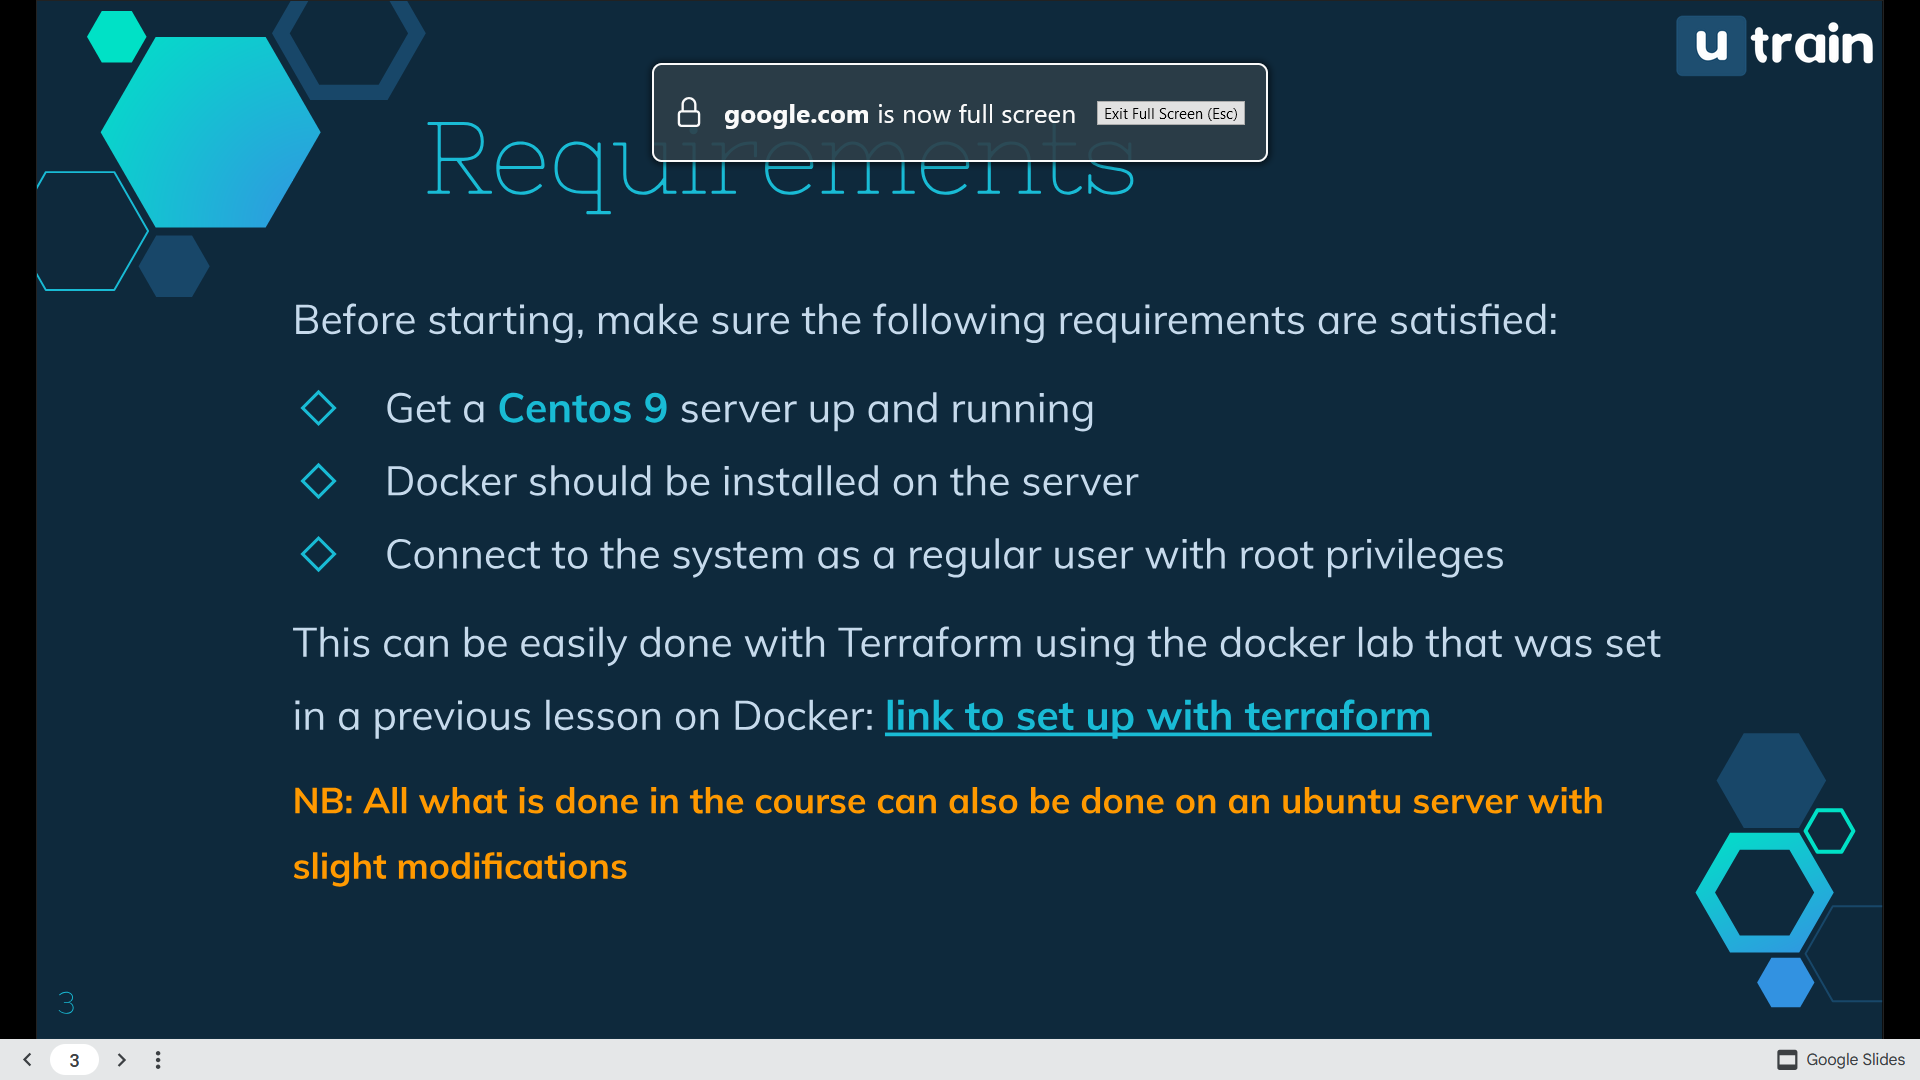 u train
google.com is now full screen
Exit Full Screen (Esc)
Requirements
Before starting, make sure the following requirements are satisfied:
Get a Centos 9 server up and running
Docker should be installed on the server
Connect to the system as a regular user with root privileges
This can be easily done with Terraform using the docker lab that was set
in a previous lesson on Docker: link to set up with terraform
NB: All what is done in the course can also be done on an ubuntu server with
slight modifications
3
3
Google Slides